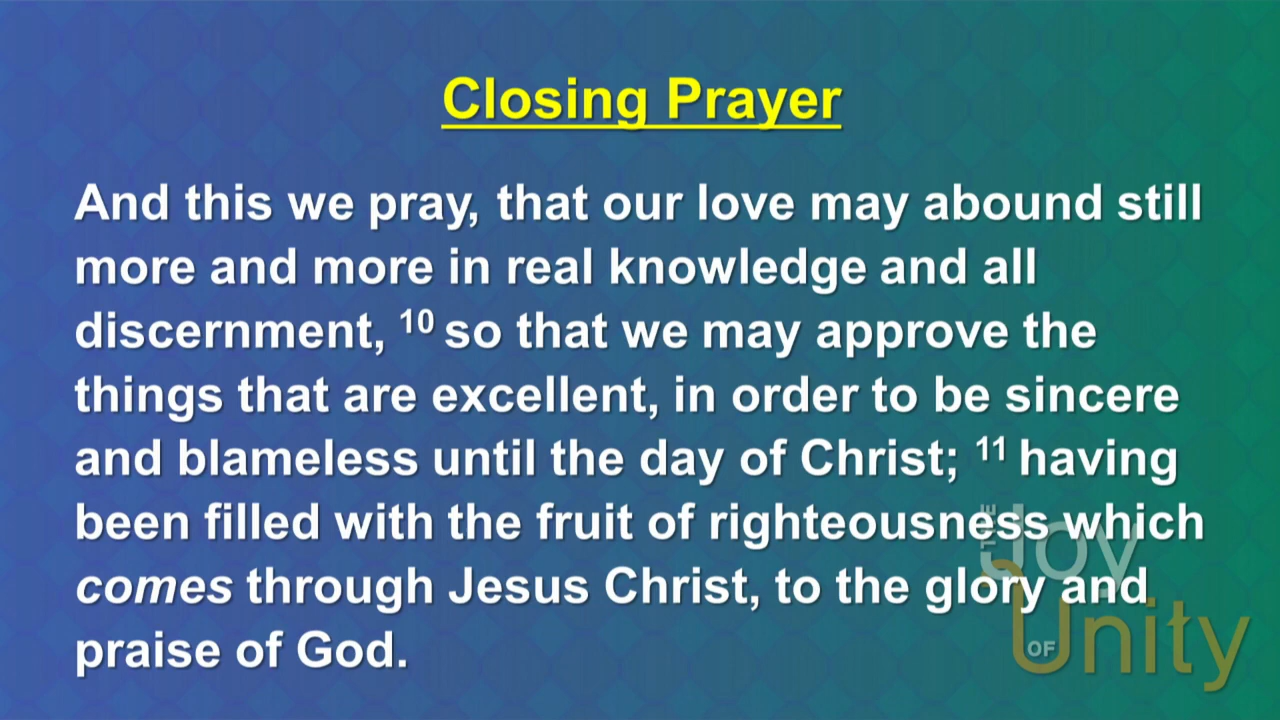 Closing Prayer
And this we pray, that our love may abound still
more and more in real knowledge and all
discernment, ¹⁰ so that we may approve the
things that are excellent, in order to be sincere
and blameless until the day of Christ; ¹¹ having
been filled with the fruit of righteousness which
comes through Jesus Christ, to the glory and
praise of God.
THE Joy
OF Unity